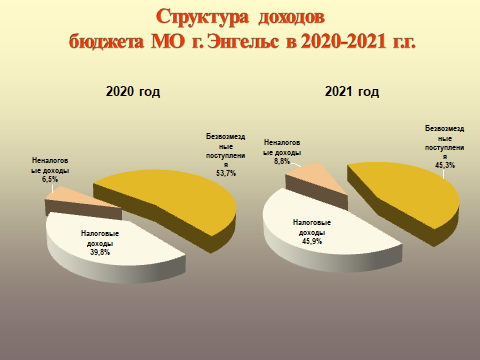 Структура доходов
бюджета МО г. Энгельс в 2020-2021 г.г.
2020 год
Безвозмезд
ные
поступлени
я
53,7%
Неналогов
ые доходы
6,5%
Налоговые
доходы
39,8%
2021 год
Безвозмезд
ные
поступлени
я
45,3%
Неналогов
ые доходы
8,8%
Налоговые
доходы
45,9%